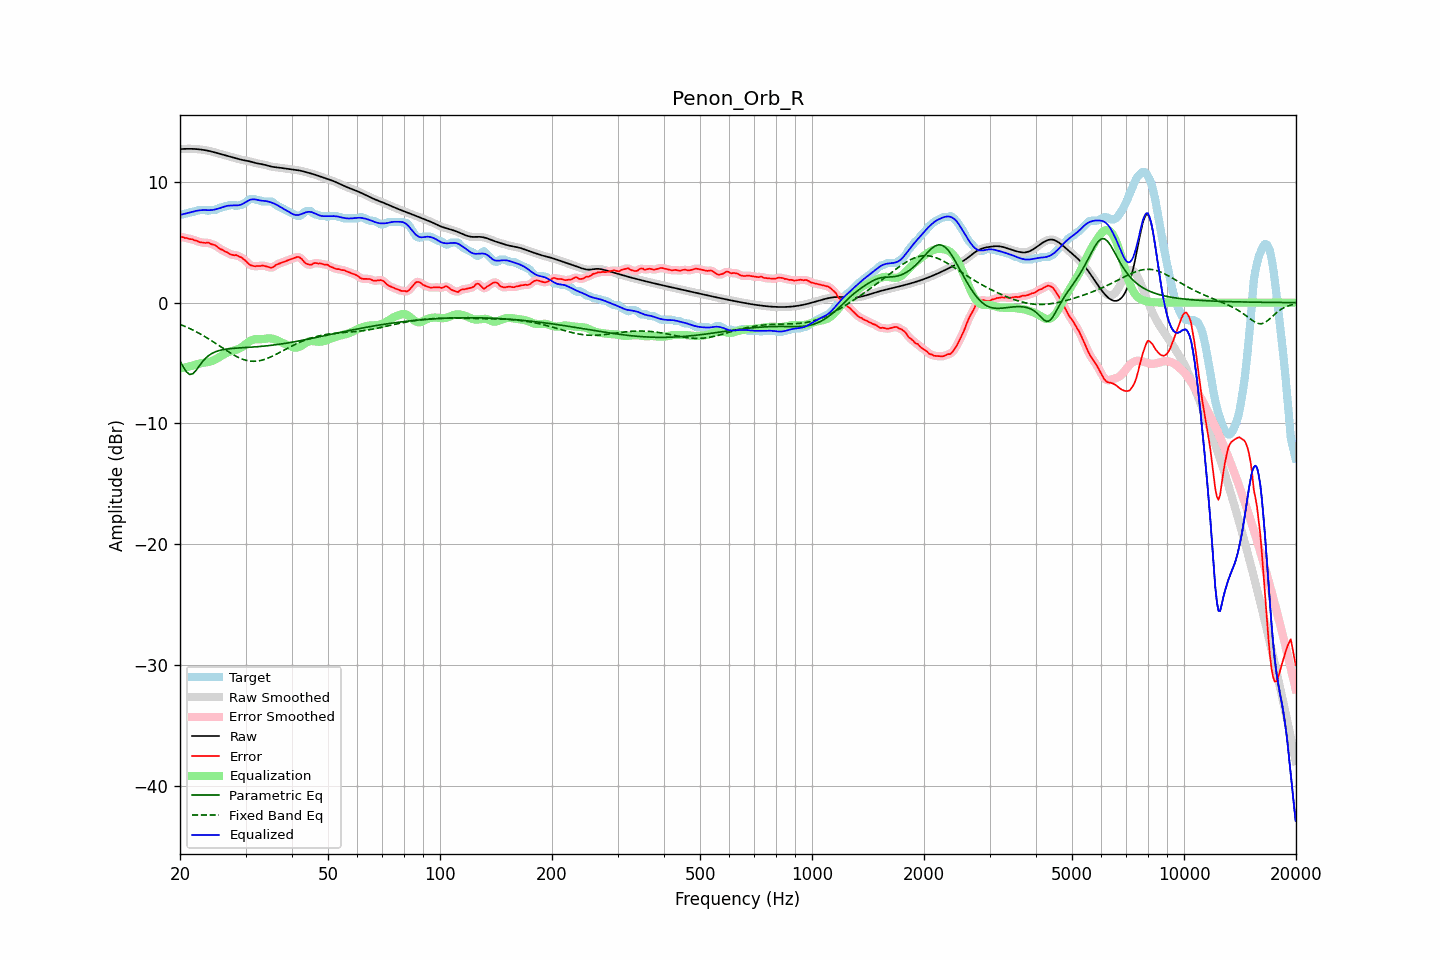 Penon_Orb_R
Amplitude (dBr)
10
0
−10
−20
−30
−40
Target
Raw Smoothed
Error Smoothed
Raw
Error
Equalization
Parametric Eq
Fixed Band Eq
Equalized
20 50 100 200 500 1000 2000 5000 10000 20000
Frequency (Hz)